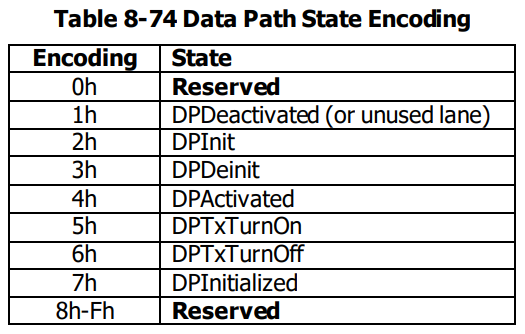 Table 8-74 Data Path State Encoding
Encoding State
0h Reserved
1h DPDeactivated (or unused lane)
2h DPInit
3h DPDeinit
4h DPActivated
5h DPTxTurnOn
6h DPTxTurnOff
7h DPInitialized
8h-Fh Reserved